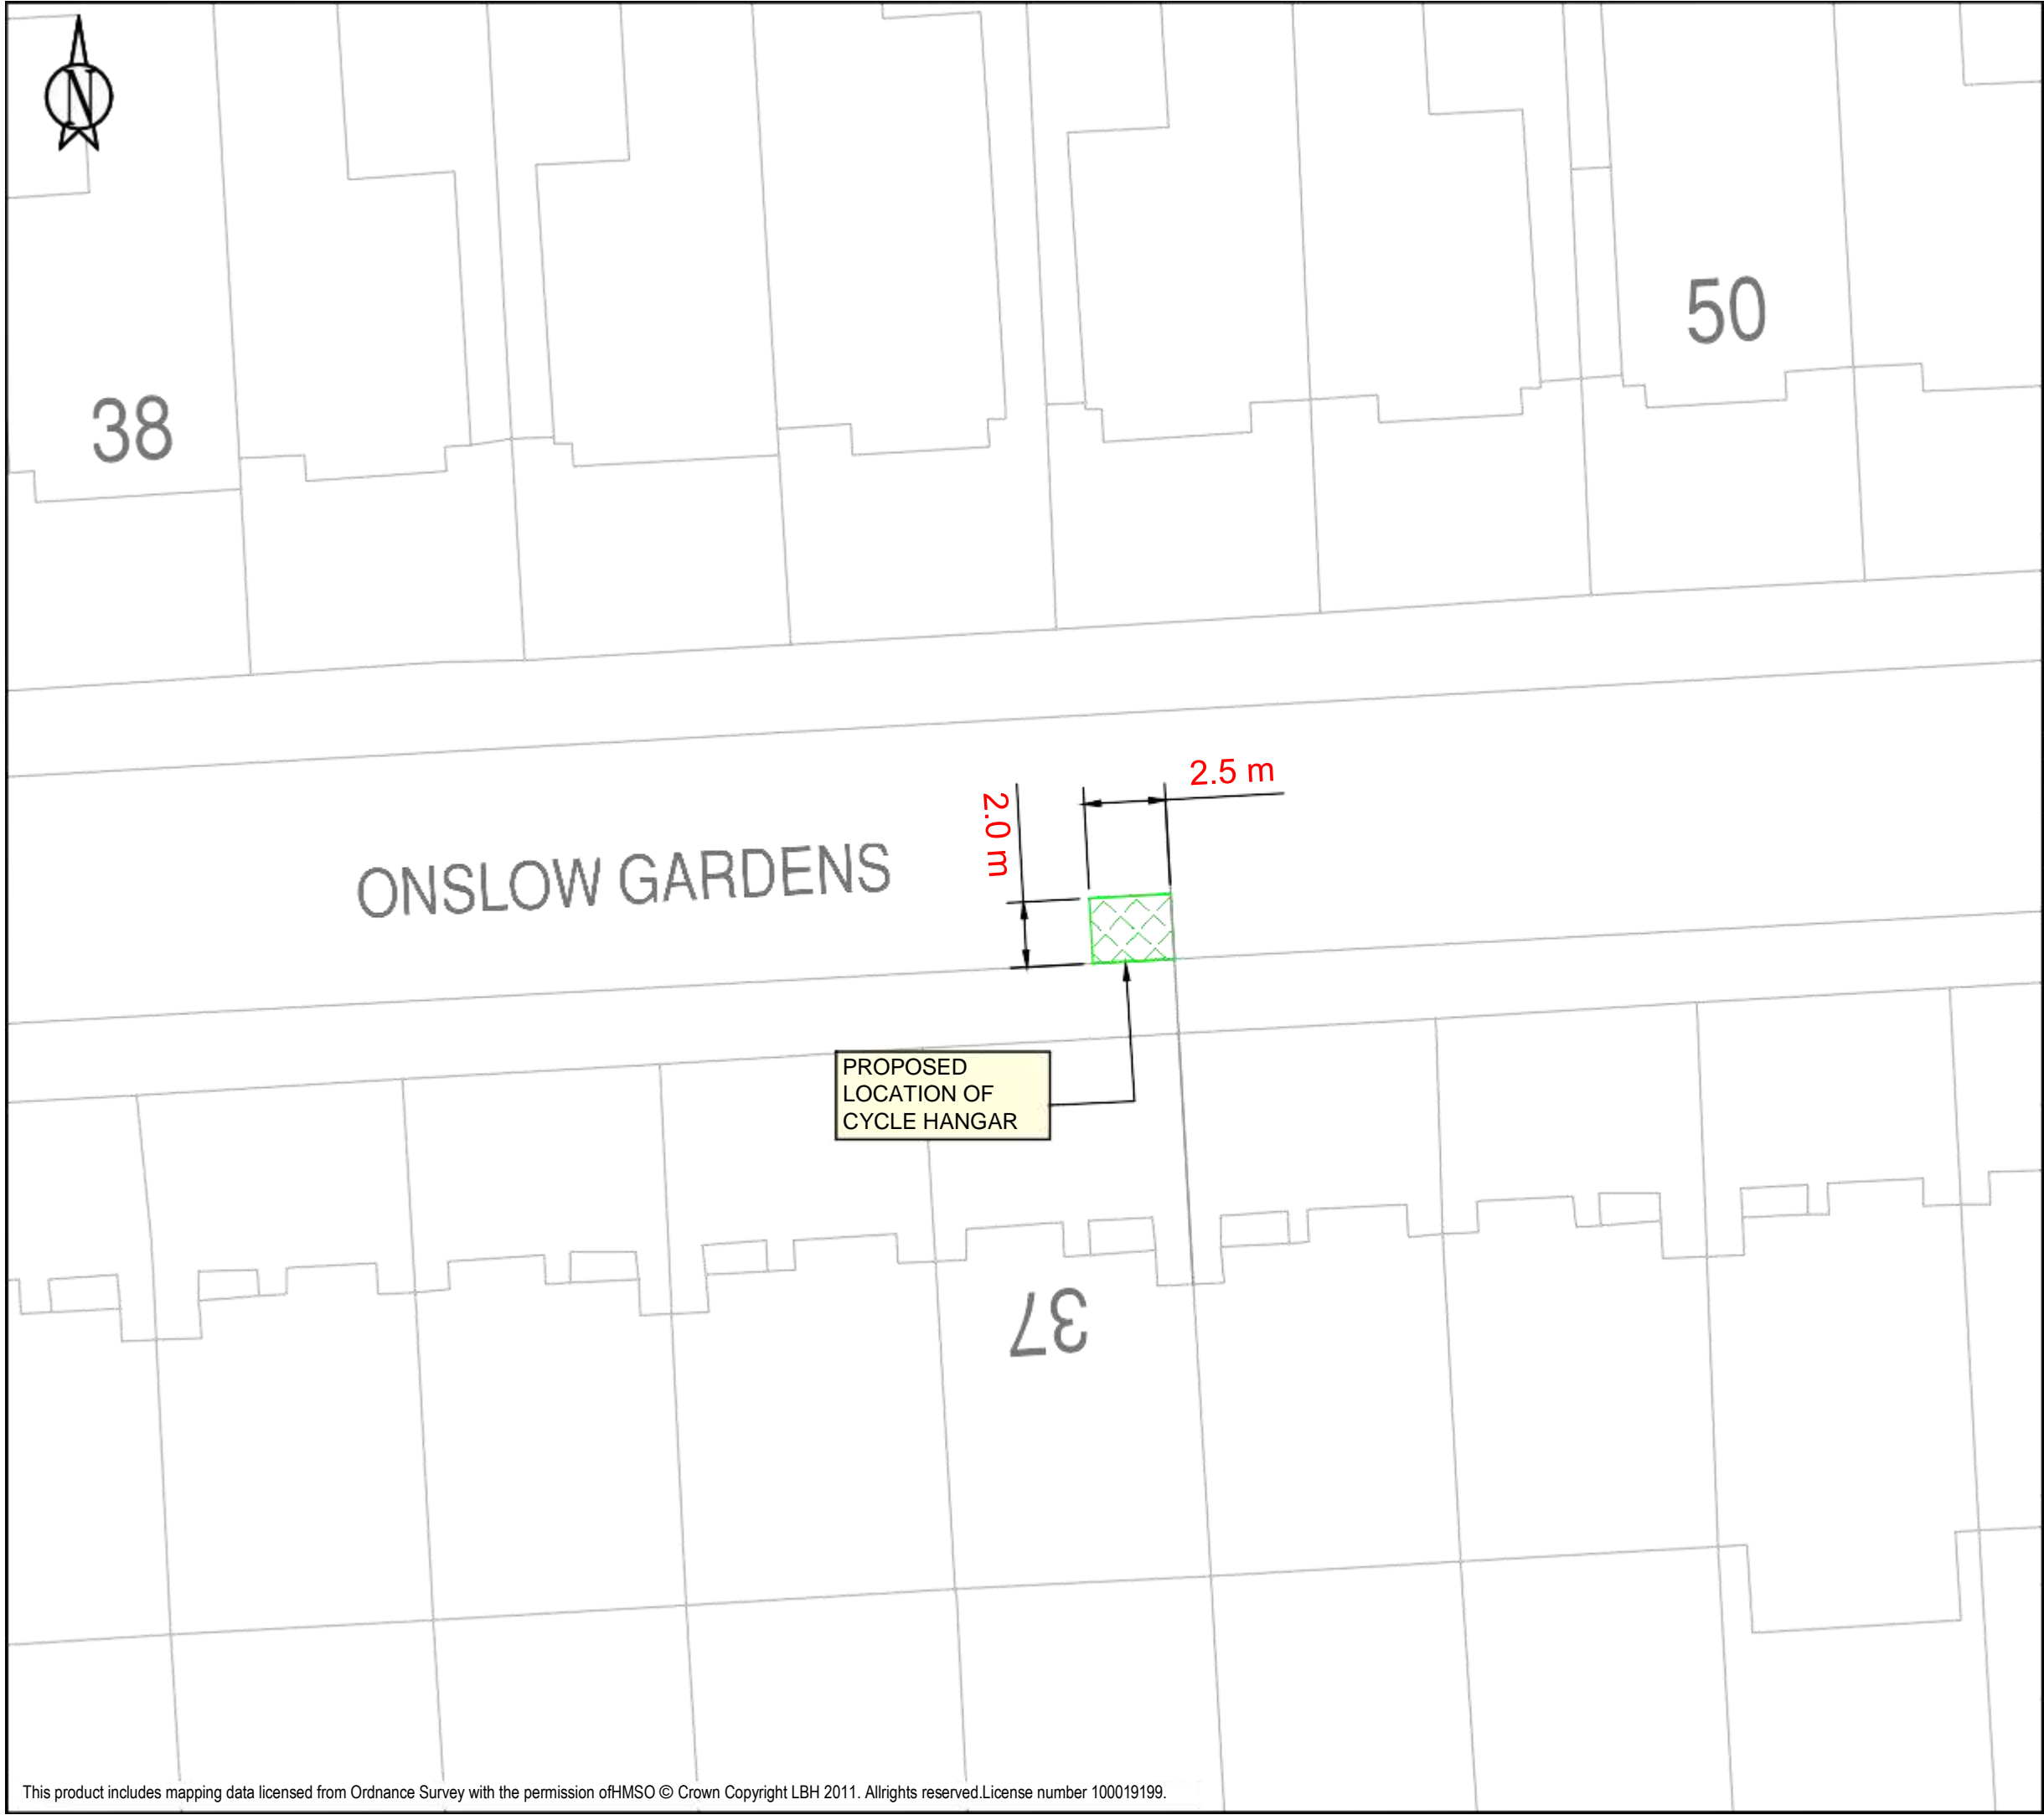 N
50
38
2.5 m
2.0 m
ONSLOW GARDENS
PROPOSED
LOCATION OF
CYCLE HANGAR
37
This product includes mapping data licensed from Ordnance Survey with the permission ofHMSO © Crown Copyright LBH 2011. Allrights reserved.License number 100019199.